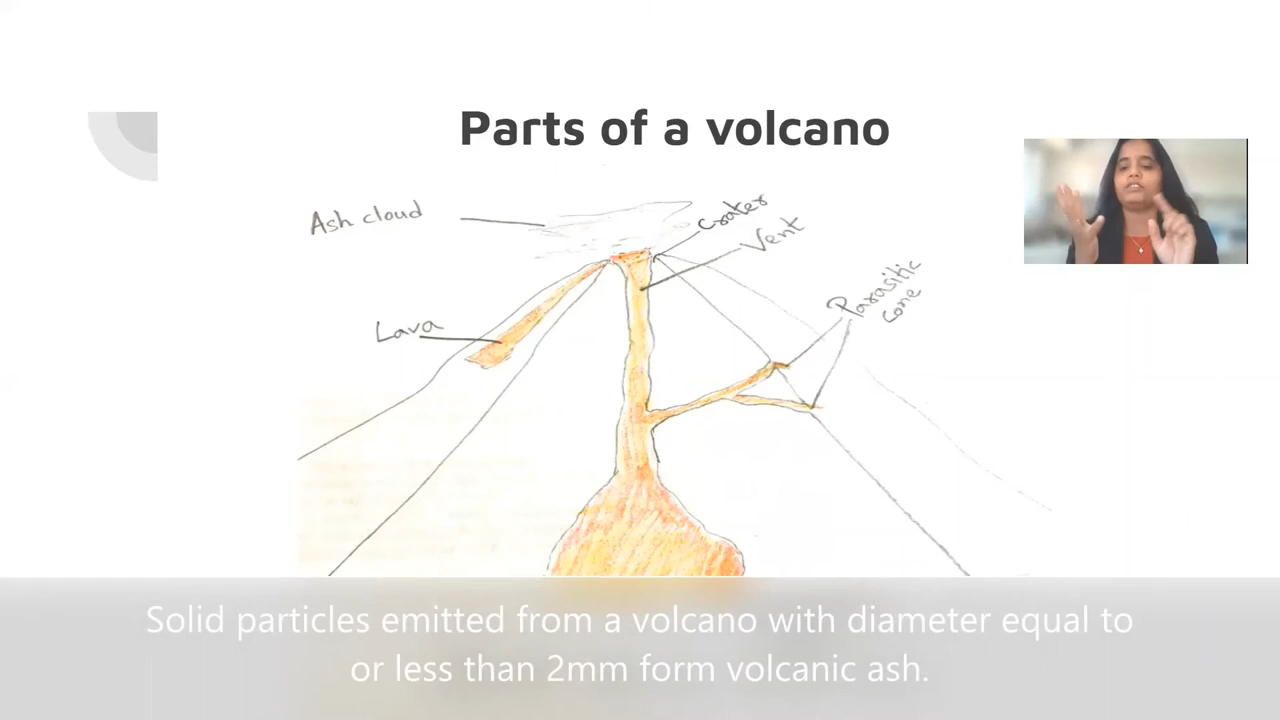 Parts of a volcano
Ash cloud
Crater
Vent
Parasitic
cone
Lava
Solid particles emitted from a volcano with diameter equal to
or less than 2mm form volcanic ash.